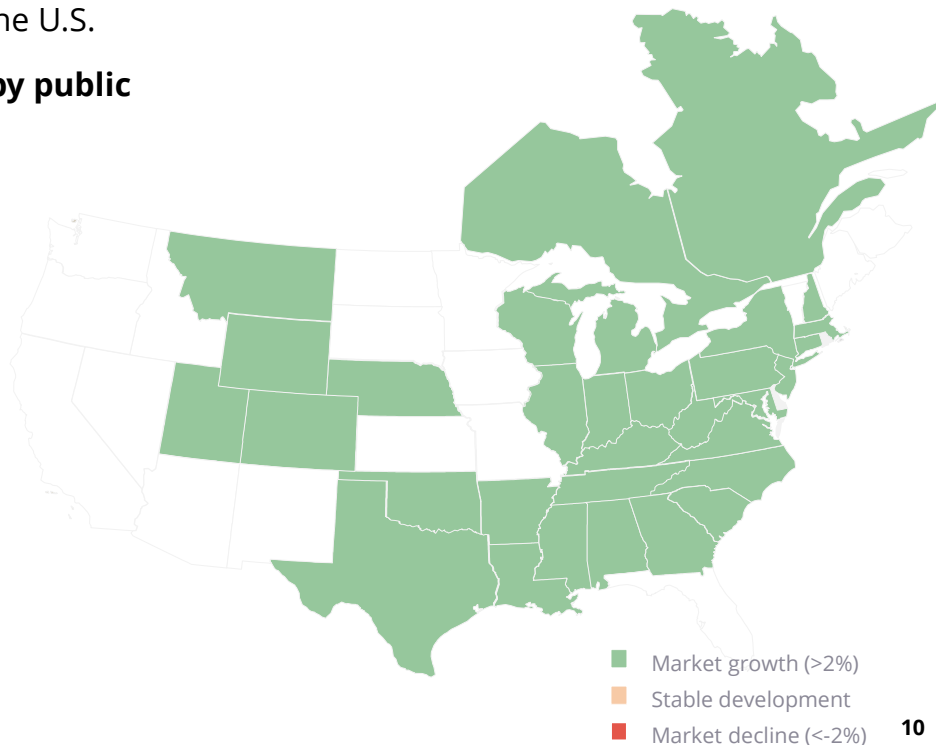 ne U.S.
by public
Market growth (>2%)
Stable development
Market decline (<-2%)
10